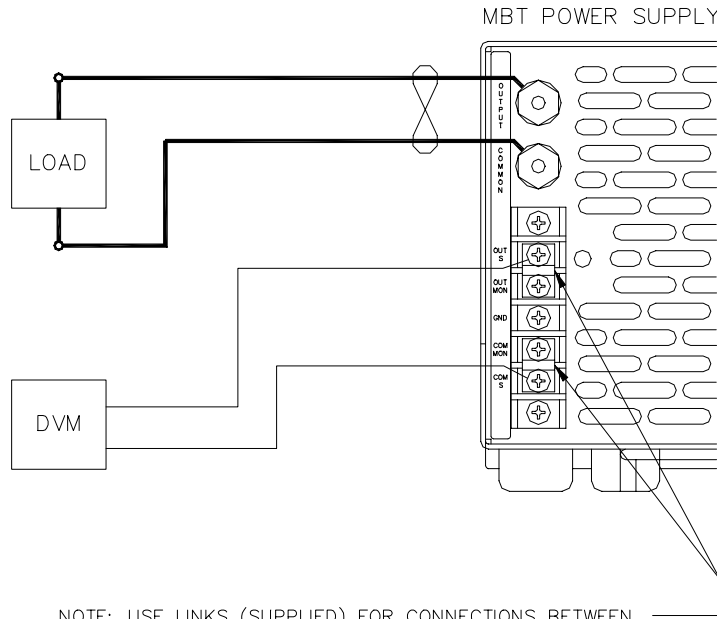 MBT POWER SUPPLY
OUTPUT
COMMON
LOAD
OUT
S
OUT
MON
GND
COM
MON
COM
S
DVM
NOTE: USE LINKS (SUPPLIED) FOR CONNECTIONS BETWEEN